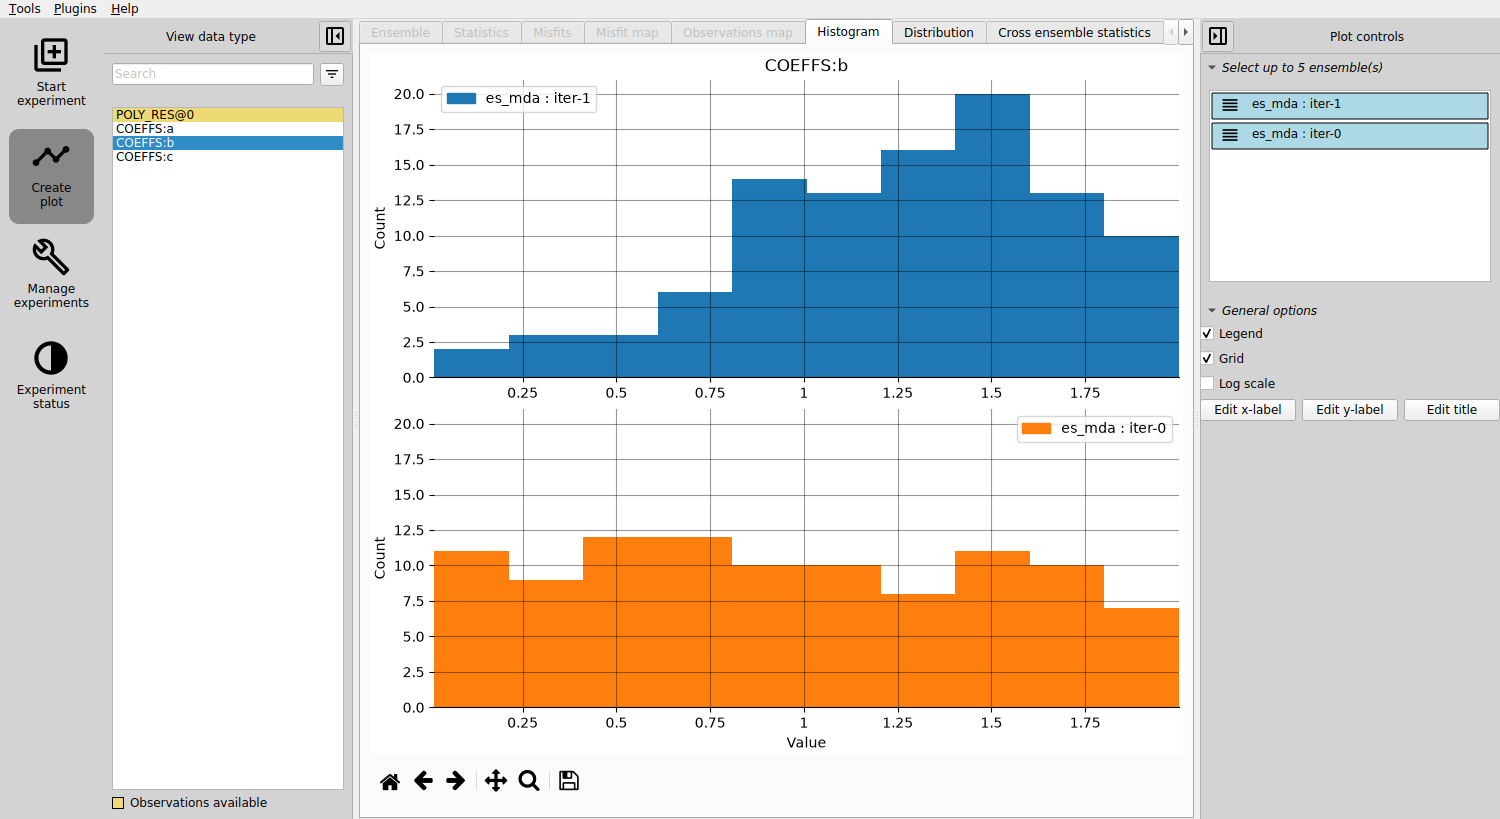 Tools Plugins Help
Start
experiment
Create
plot
Manage
experiments
Experiment
status
View data type
Search
POLY_RES@0
COEFFS:a
COEFFS:b
COEFFS:c
Observations available
Ensemble Statistics Misfits Misfit map Observations map Histogram Distribution Cross ensemble statistics
COEFFS:b
es_mda : iter-1
Count
20.0
17.5
15.0
12.5
10.0
7.5
5.0
2.5
0.0
0.25 0.5 0.75 1 1.25 1.5 1.75
es_mda : iter-0
Count
20.0
17.5
15.0
12.5
10.0
7.5
5.0
2.5
0.0
0.25 0.5 0.75 1 1.25 1.5 1.75
Value
Plot controls
Select up to 5 ensemble(s)
es_mda : iter-1
es_mda : iter-0
General options
Legend
Grid
Log scale
Edit x-label Edit y-label Edit title